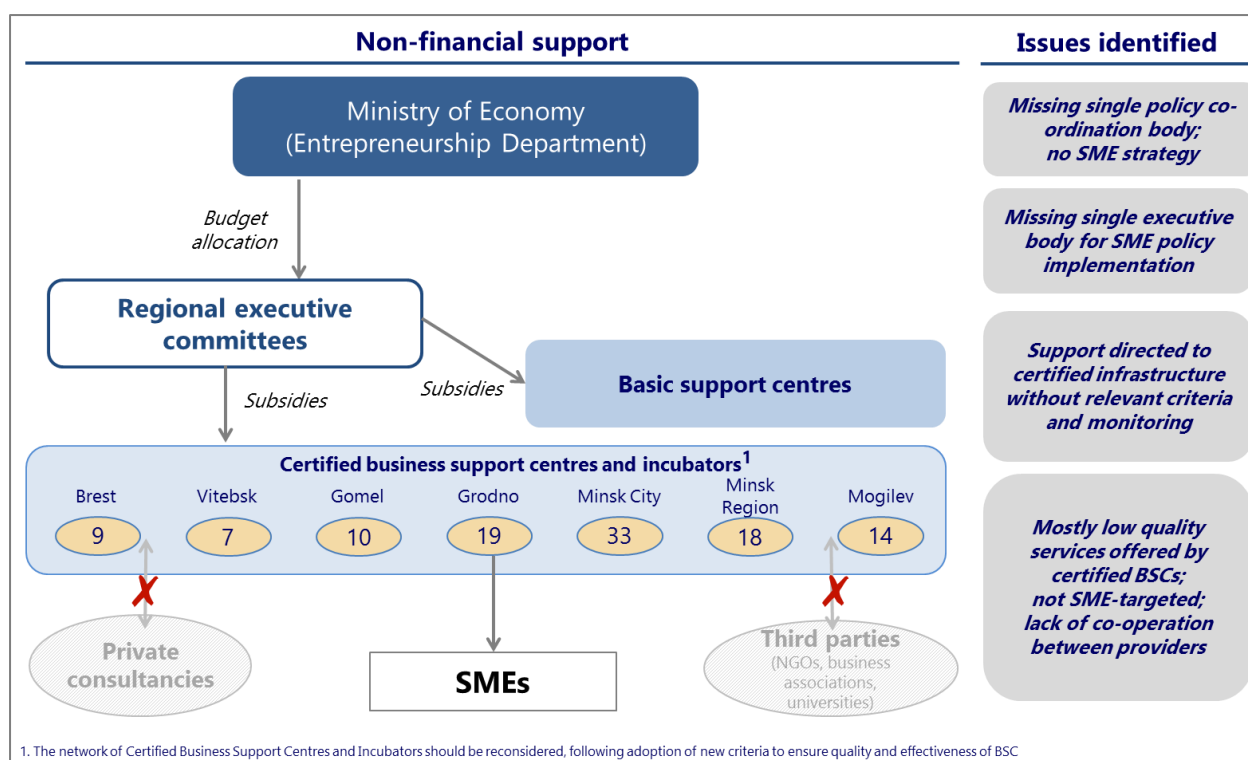 Non-financial support
Issues identified
Ministry of Economy
(Entrepreneurship Department)
Missing single policy co-
ordination body;
no SME strategy
Budget
allocation
Missing single executive
body for SME policy
implementation
Regional executive
committees
Subsidies
Subsidies
Basic support centres
Support directed to
certified infrastructure
without relevant criteria
and monitoring
Certified business support centres and incubators1
Brest
Vitebsk
Gomel
Grodno
Minsk City
Minsk
Region
Mogilev
9
7
10
19
33
18
14
Mostly low quality
services offered by
certified BSCs;
not SME-targeted;
lack of co-operation
between providers
Private
consultancies
SMEs
Third parties
(NGOs, business
associations,
universities)
1. The network of Certified Business Support Centres and Incubators should be reconsidered, following adoption of new criteria to ensure quality and effectiveness of BSC